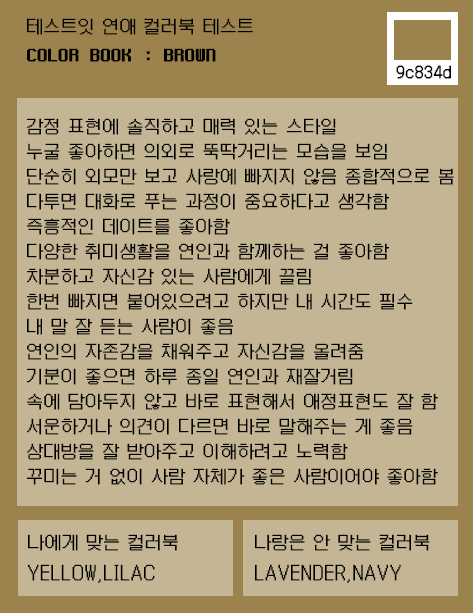 테스트잇 연애 컬러북 테스트
COLOR BOOK : BROWN
9c834d
감정 표현에 솔직하고 매력 있는 스타일
누굴 좋아하면 의외로 뚝딱거리는 모습을 보임
단순히 외모만 보고 사랑에 빠지지 않음 종합적으로 봄
다투면 대화로 푸는 과정이 중요하다고 생각함
즉흥적인 데이트를 좋아함
다양한 취미생활을 연인과 함께하는 걸 좋아함
차분하고 자신감 있는 사람에게 끌림
한번 빠지면 붙어있으려고 하지만 내 시간도 필수
내 말 잘 듣는 사람이 좋음
연인의 자존감을 채워주고 자신감을 올려줌
기분이 좋으면 하루 종일 연인과 재잘거림
속에 담아두지 않고 바로 표현해서 애정표현도 잘 함
서운하거나 의견이 다르면 바로 말해주는 게 좋음
상대방을 잘 받아주고 이해하려고 노력함
꾸미는 거 없이 사람 자체가 좋은 사람이어야 좋아함
나에게 맞는 컬러북
YELLOW,LILAC
나랑은 안 맞는 컬러북
LAVENDER,NAVY